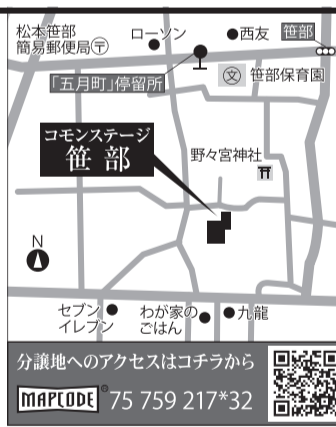 松本笹部
簡易郵便局〒
ローソン
西友
笹部
「五月町」停留所
文 笹部保育園
コモンステージ
笹部
野々宮神社
N
セブン
イレブン
わが家の
ごはん
九龍
分譲地へのアクセスはコチラから
MAPCODE® 75 759 217*32